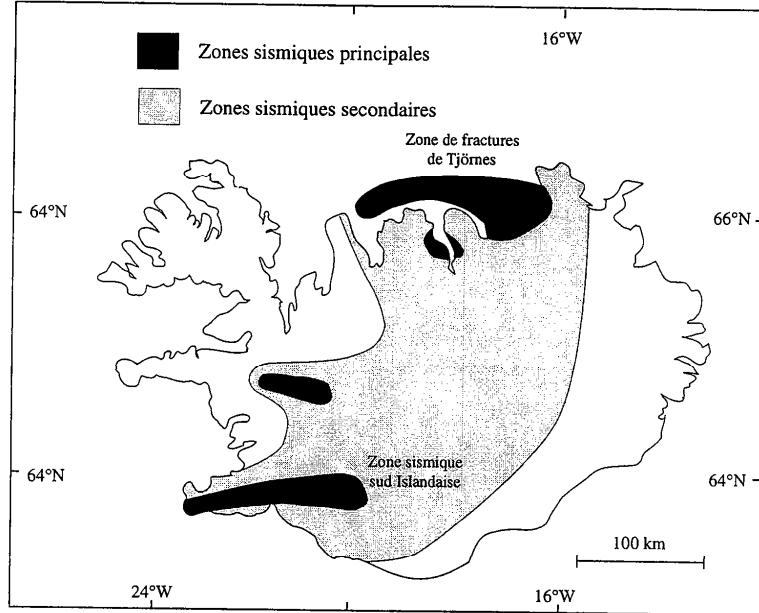 16°W
Zones sismiques principales
Zones sismiques secondaires
Zone de fractures
de Tjörnes
64°N
66°N
Zone sismique
sud Islandaise
64°N
64°N
100 km
24°W
16°W